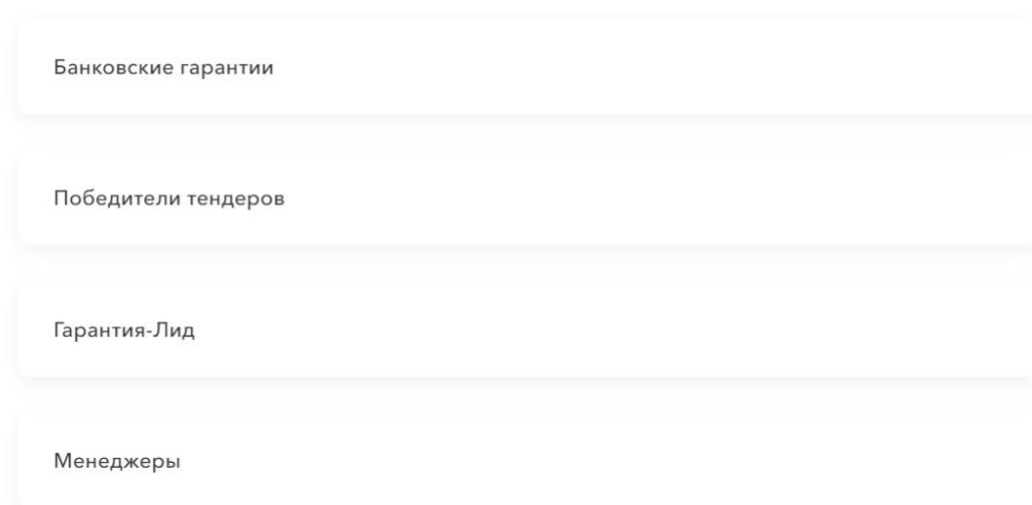 Банковские гарантии
Победители тендеров
Гарантия-Лид
Менеджеры